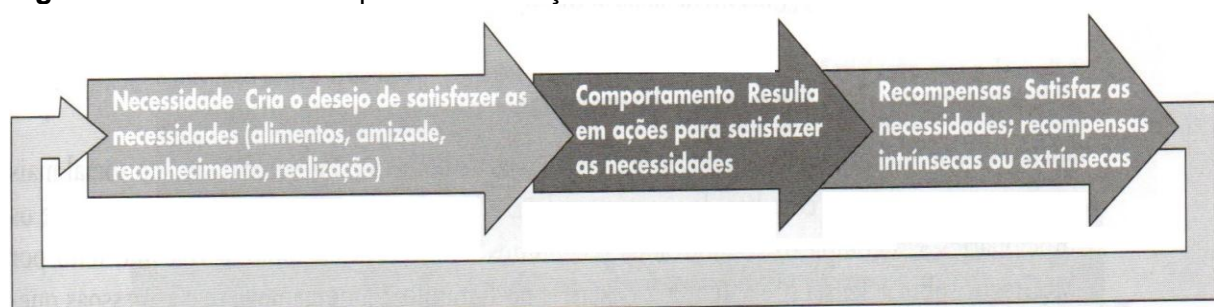 Necessidade Cria o desejo de satisfazer as
necessidades (alimentos, amizade,
reconhecimento, realização)
Comportamento Resulta
em ações para satisfazer
as necessidades
Recompensas Satisfaz as
necessidades; recompensas
intrínsecas ou extrínsecas